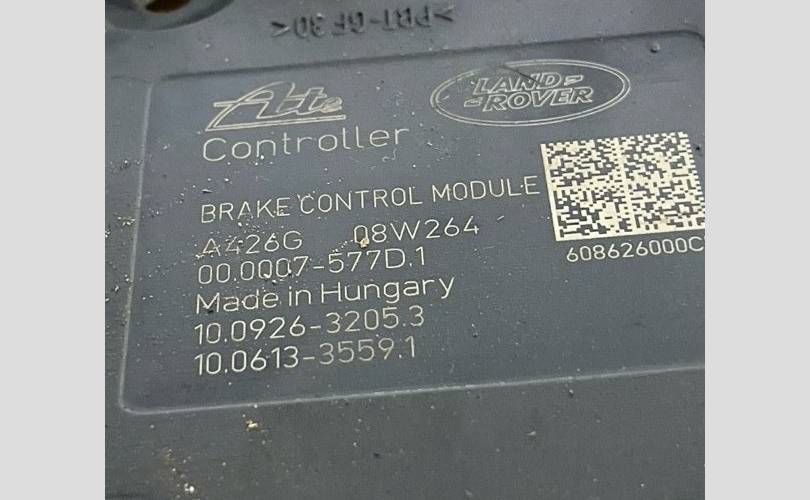 >PBT-GF30<
Ate
LAND-
-ROVER
Controller
BRAKE CONTROL MODULE
A426G 08W264
00.0007-577D.1
608626000C
Made in Hungary
10.0926-3205.3
10.0613-3559.1